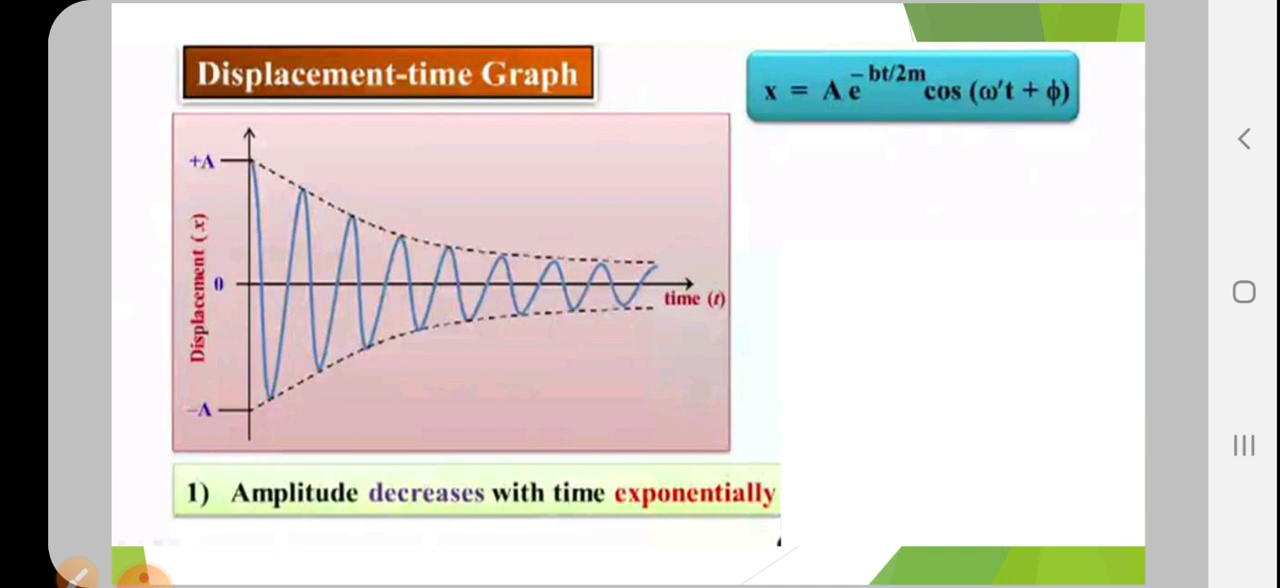 Displacement-time Graph
x = A e^(– bt/2m) cos (ω′t + ϕ)
+A
Displacement (x)
0
time (t)
–A
1) Amplitude decreases with time exponentially